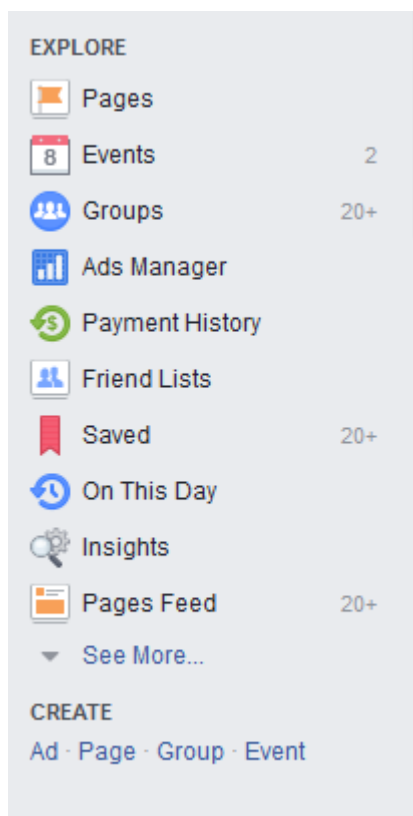 EXPLORE
Pages
8 Events 2
Groups 20+
Ads Manager
$ Payment History
Friend Lists
Saved 20+
On This Day
Insights
Pages Feed 20+
See More...
CREATE
Ad · Page · Group · Event